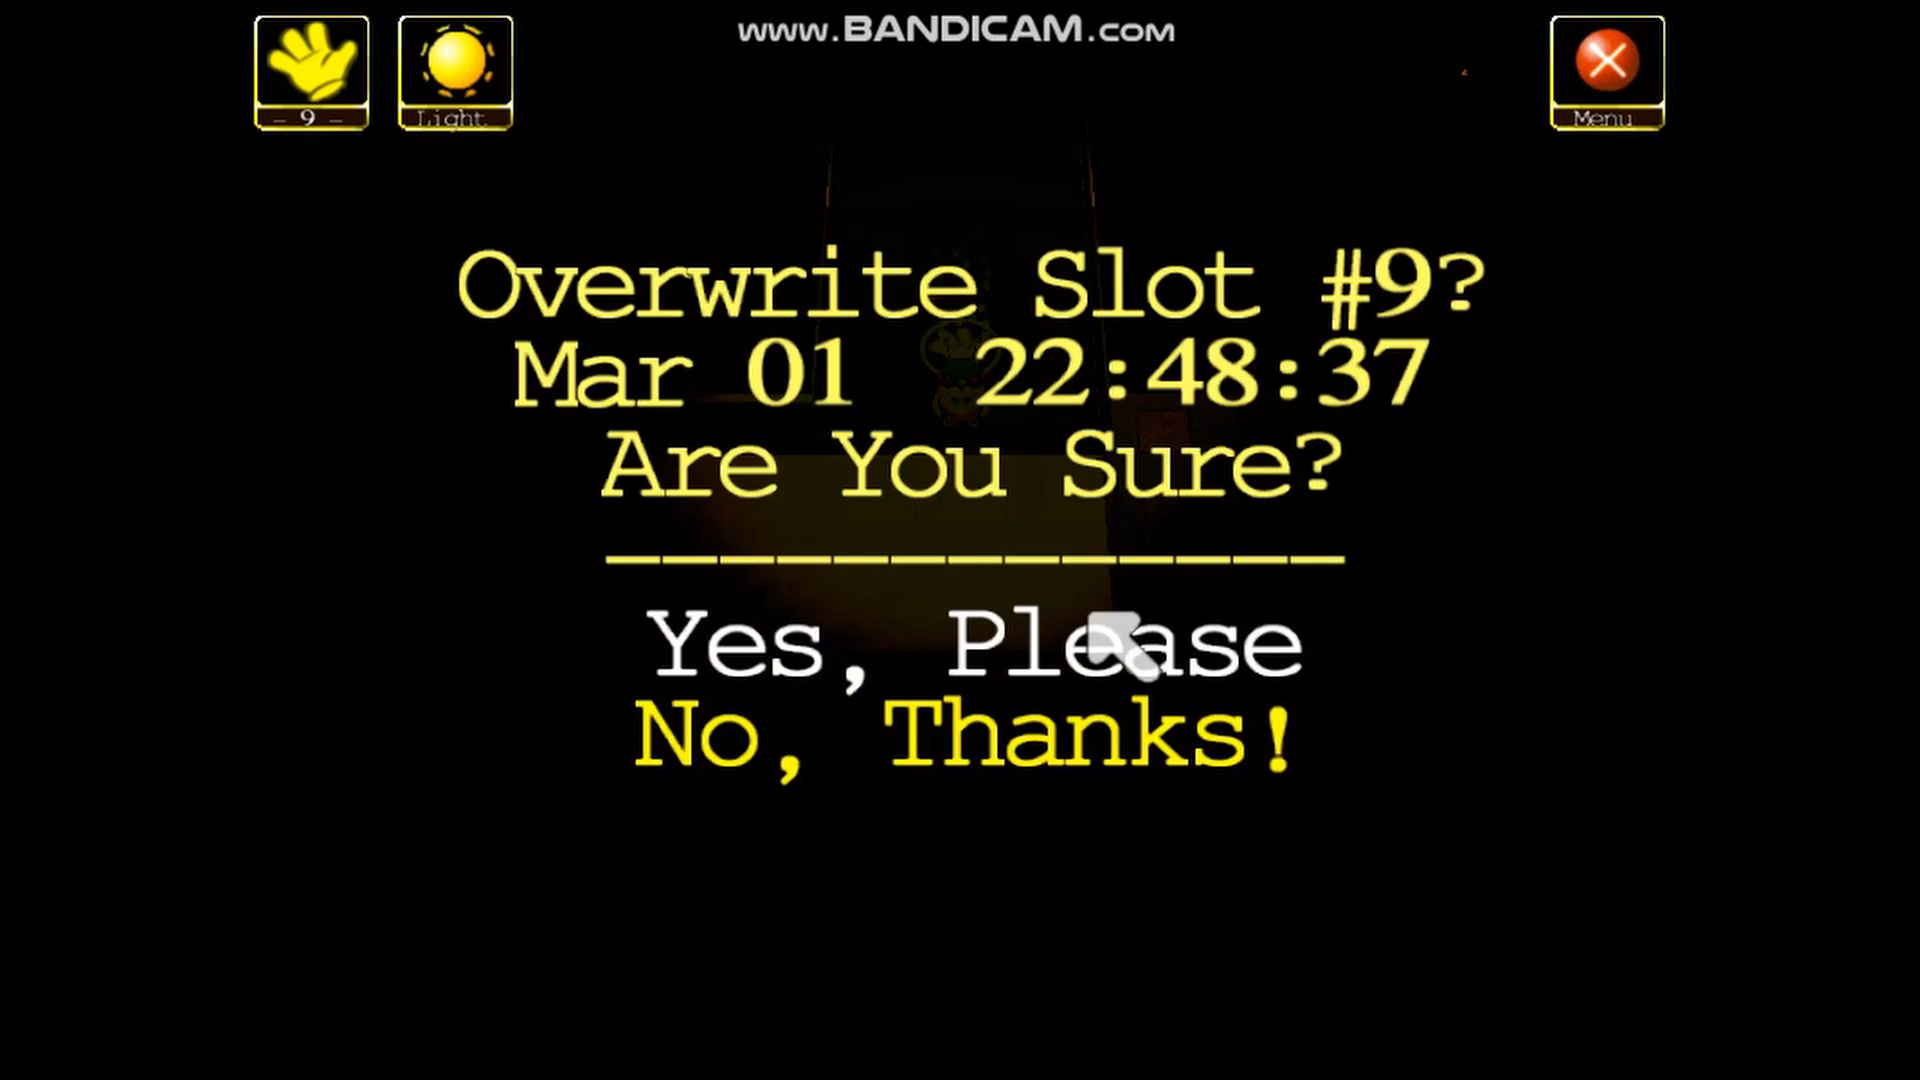 www.BANDICAM.com
- 9 -
Light
Menu
Overwrite Slot #9?
Mar 01 22:48:37
Are You Sure?
_____________
Yes, Please
No, Thanks!